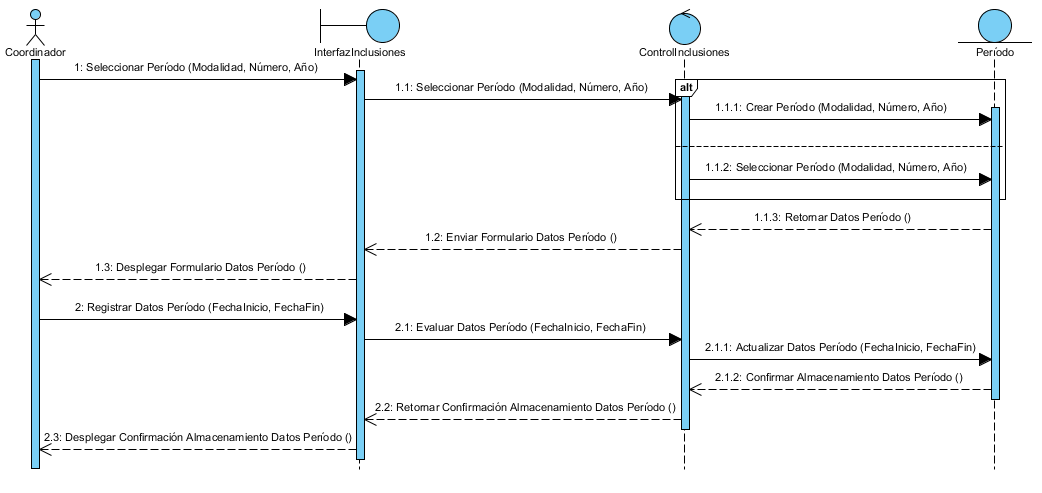 Coordinador
InterfazInclusiones
ControlInclusiones
Período
1: Seleccionar Período (Modalidad, Número, Año)
1.1: Seleccionar Período (Modalidad, Número, Año)
alt
1.1.1: Crear Período (Modalidad, Número, Año)
1.1.2: Seleccionar Período (Modalidad, Número, Año)
1.1.3: Retornar Datos Período ()
1.2: Enviar Formulario Datos Período ()
1.3: Desplegar Formulario Datos Período ()
2: Registrar Datos Período (FechaInicio, FechaFin)
2.1: Evaluar Datos Período (FechaInicio, FechaFin)
2.1.1: Actualizar Datos Período (FechaInicio, FechaFin)
2.1.2: Confirmar Almacenamiento Datos Período ()
2.2: Retornar Confirmación Almacenamiento Datos Período ()
2.3: Desplegar Confirmación Almacenamiento Datos Período ()